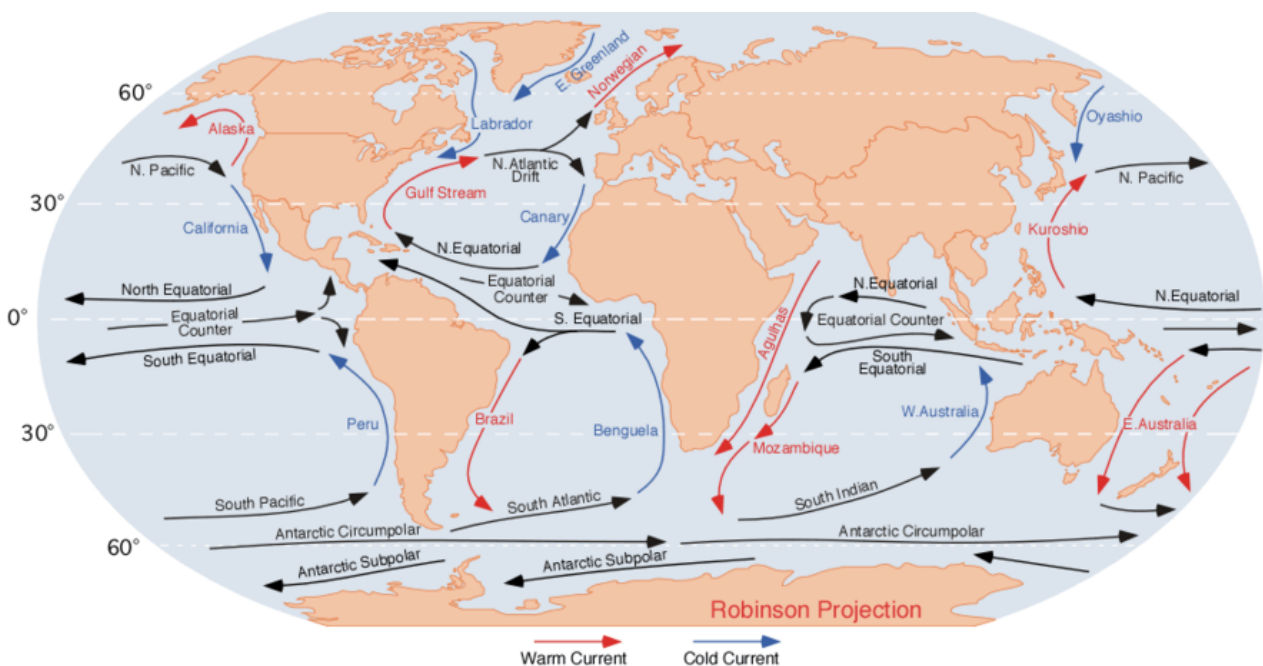 E. Greenland
Norwegian
60°
Alaska
Labrador
Oyashio
N. Pacific
N.Atlantic
Drift
N. Pacific
Gulf Stream
30°
California
Canary
Kuroshio
N.Equatorial
North Equatorial
Equatorial
Counter
N.Equatorial
N.Equatorial
0°
Equatorial
Counter
S. Equatorial
Equatorial Counter
South Equatorial
Agulhas
South
Equatorial
Peru
Brazil
Benguela
W.Australia
E.Australia
30°
Mozambique
South Pacific
South Atlantic
South Indian
Antarctic Circumpolar
Antarctic Circumpolar
60°
Antarctic Subpolar
Antarctic Subpolar
Robinson Projection
Warm Current
Cold Current